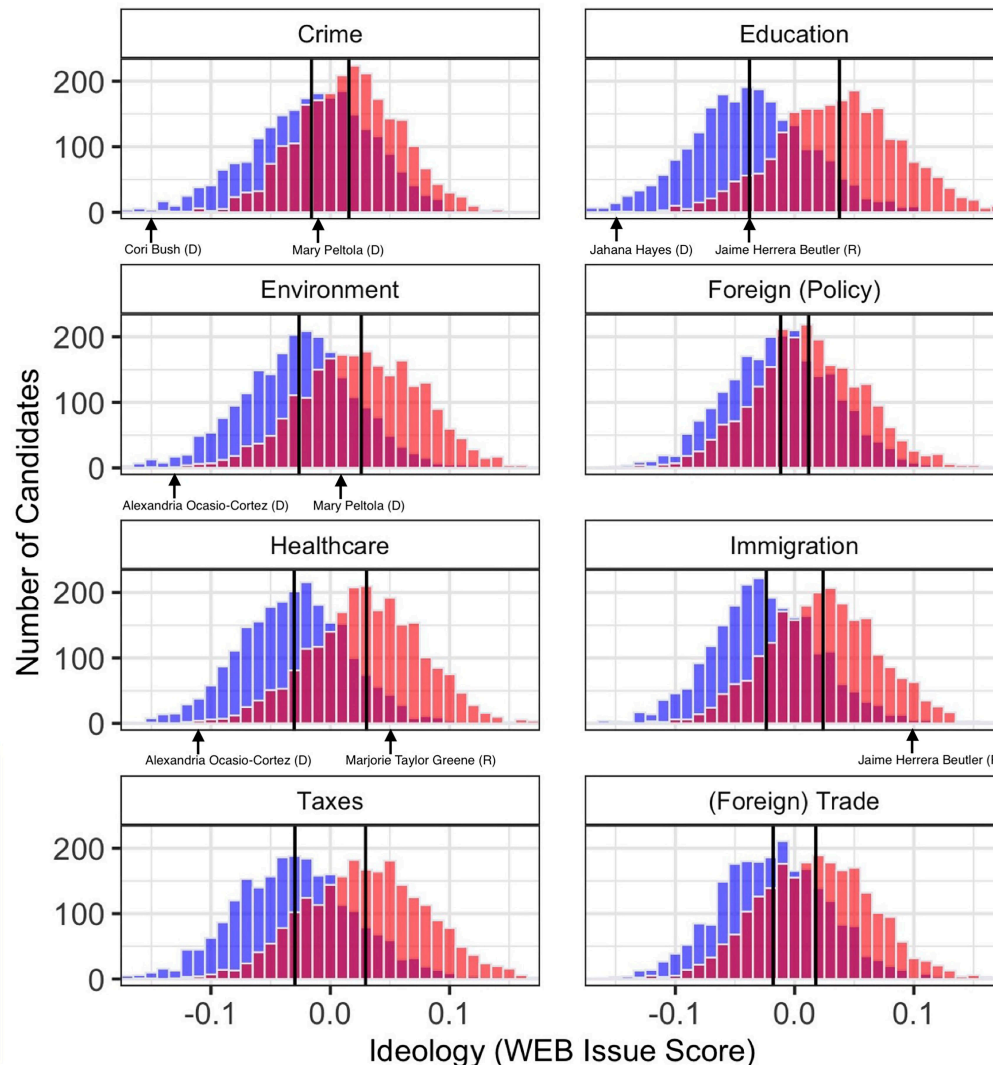 Crime
Education
200
100
0
Cori Bush (D)
Mary Peltola (D)
Jahana Hayes (D)
Jaime Herrera Beutler (R)
Environment
Foreign (Policy)
200
100
0
Alexandria Ocasio-Cortez (D)
Mary Peltola (D)
Number of Candidates
Healthcare
Immigration
200
100
0
Alexandria Ocasio-Cortez (D)
Marjorie Taylor Greene (R)
Jaime Herrera Beutler (
Taxes
(Foreign) Trade
200
100
0
-0.1 0.0 0.1
-0.1 0.0 0.1
Ideology (WEB Issue Score)